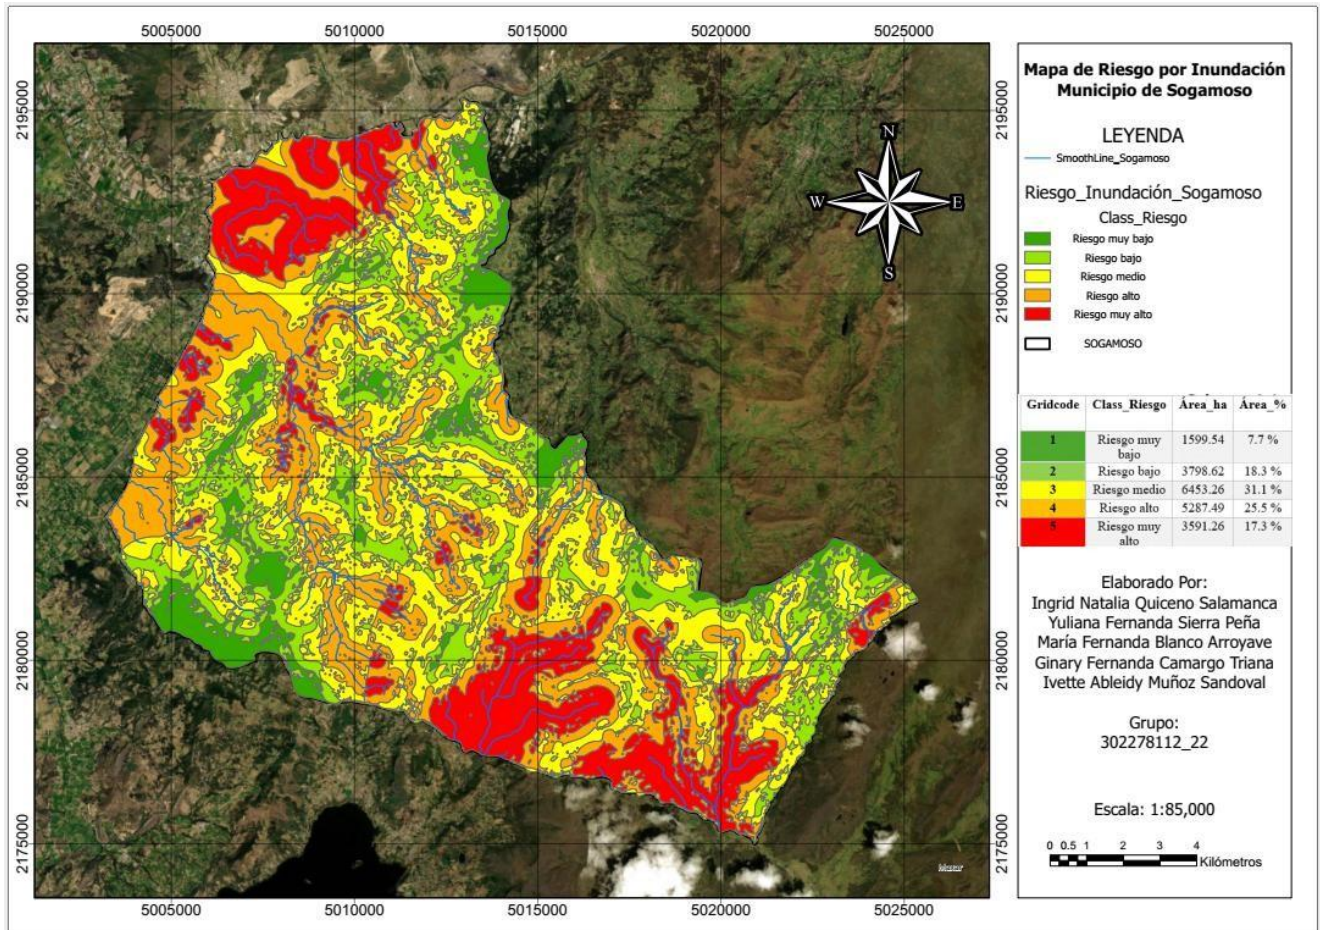 5005000 5010000 5015000 5020000 5025000
2195000
2190000
2185000
2180000
2175000
N
W E
S
2195000
2190000
2185000
2180000
2175000
Maxar
5005000 5010000 5015000 5020000 5025000
Mapa de Riesgo por Inundación
Municipio de Sogamoso
LEYENDA
SmoothLine_Sogamoso
Riesgo_Inundación_Sogamoso
Class_Riesgo
Riesgo muy bajo
Riesgo bajo
Riesgo medio
Riesgo alto
Riesgo muy alto
SOGAMOSO
Gridcode Class_Riesgo Área_ha Área_%
1 Riesgo muy bajo 1599.54 7.7 %
2 Riesgo bajo 3798.62 18.3 %
3 Riesgo medio 6453.26 31.1 %
4 Riesgo alto 5287.49 25.5 %
5 Riesgo muy alto 3591.26 17.3 %
Elaborado Por:
Ingrid Natalia Quiceno Salamanca
Yuliana Fernanda Sierra Peña
María Fernanda Blanco Arroyave
Ginary Fernanda Camargo Triana
Ivette Ableidy Muñoz Sandoval
Grupo:
302278112_22
Escala: 1:85,000
0 0.5 1 2 3 4
Kilómetros